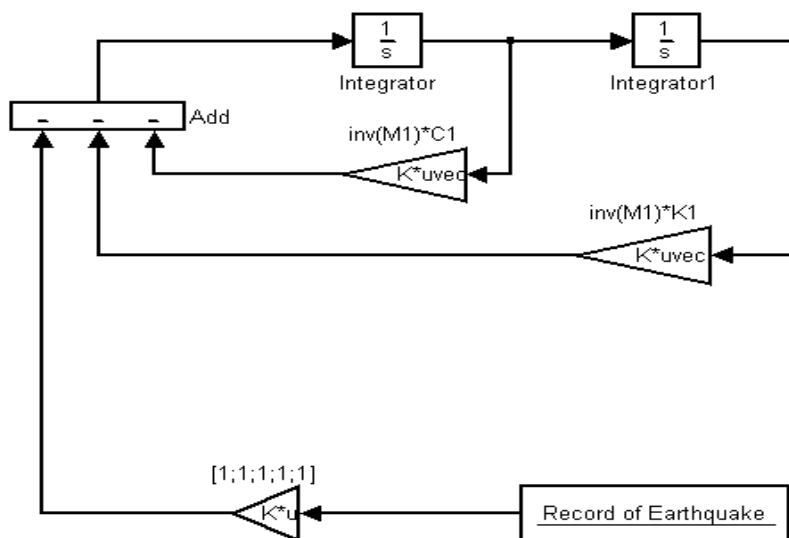 1
s
Integrator
1
s
Integrator1
- - -
Add
inv(M1)*C1
K*uvec
inv(M1)*K1
K*uvec
[1;1;1;1;1]
K*u
Record of Earthquake